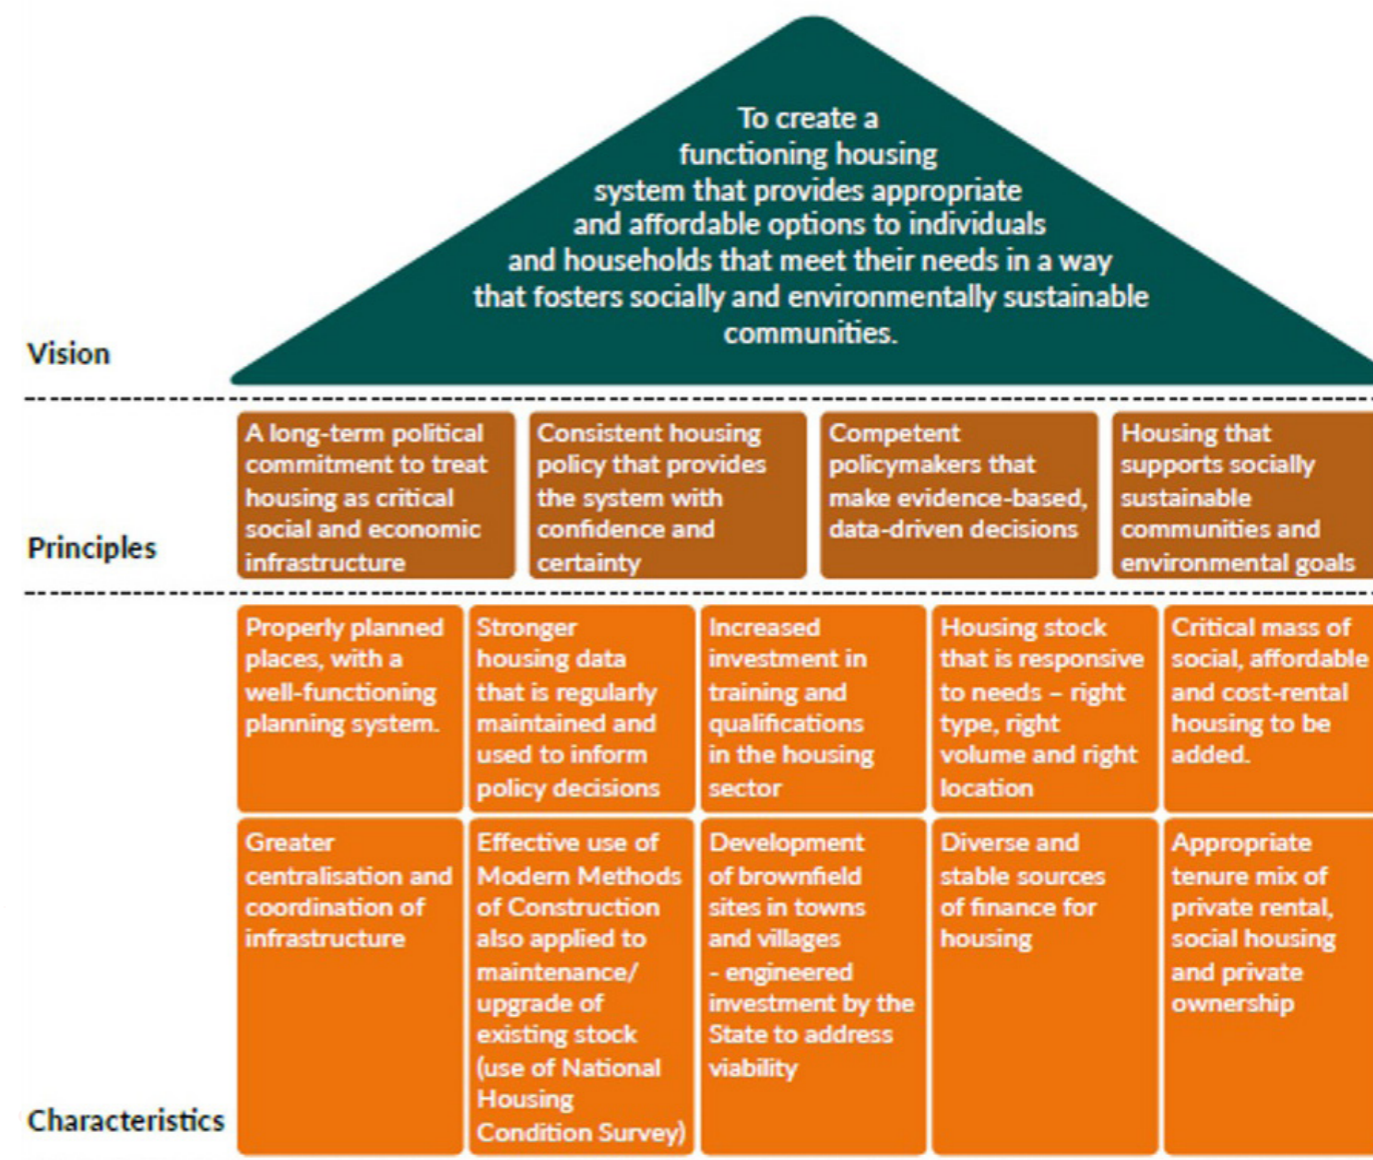 To create a
functioning housing
system that provides appropriate
and affordable options to individuals
and households that meet their needs in a way
that fosters socially and environmentally sustainable
communities.
Vision
A long-term political
commitment to treat
housing as critical
social and economic
infrastructure
Consistent housing
policy that provides
the system with
confidence and
certainty
Competent
policymakers that
make evidence-based,
data-driven decisions
Housing that
supports socially
sustainable
communities and
environmental goals
Principles
Properly planned
places, with a
well-functioning
planning system.
Stronger
housing data
that is regularly
maintained and
used to inform
policy decisions
Increased
investment in
training and
qualifications
in the housing
sector
Housing stock
that is responsive
to needs – right
type, right
volume and right
location
Critical mass of
social, affordable
and cost-rental
housing to be
added.
Greater
centralisation and
coordination of
infrastructure
Effective use of
Modern Methods
of Construction
also applied to
maintenance/
upgrade of
existing stock
(use of National
Housing
Condition Survey)
Development
of brownfield
sites in towns
and villages
- engineered
investment by the
State to address
viability
Diverse and
stable sources
of finance for
housing
Appropriate
tenure mix of
private rental,
social housing
and private
ownership
Characteristics